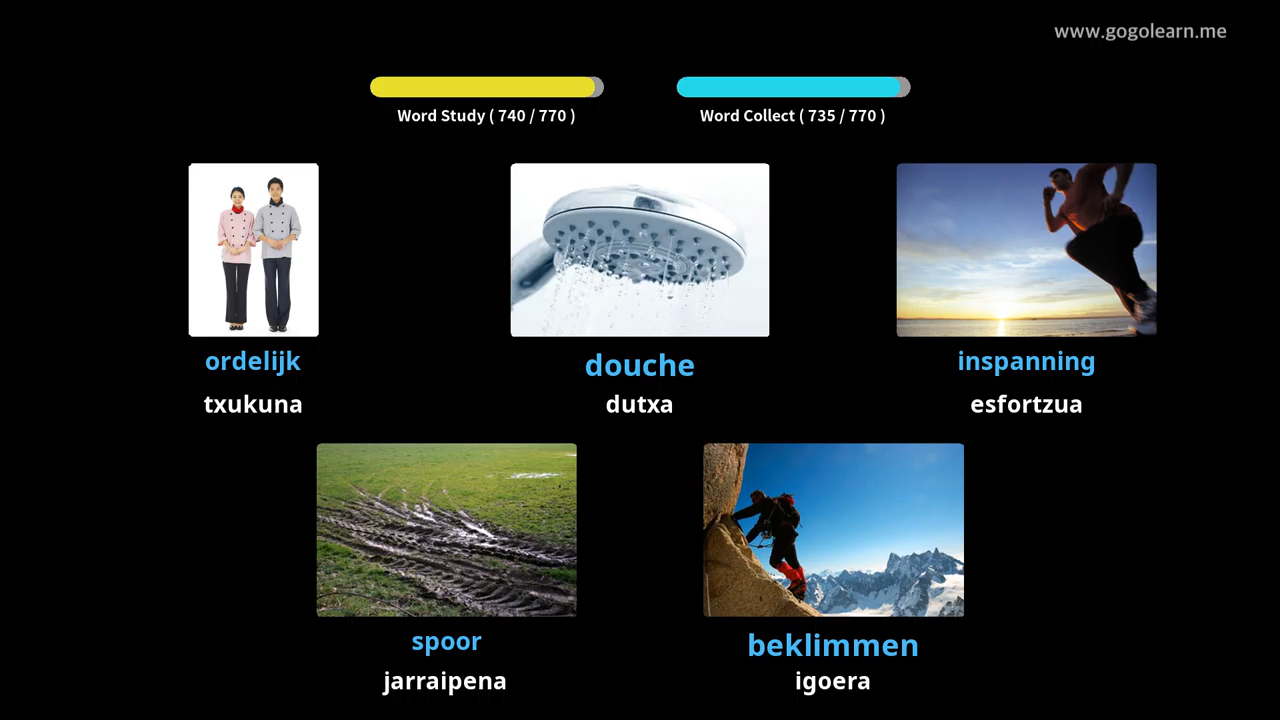 www.gogolearn.me
Word Study ( 740 / 770 )
Word Collect ( 735 / 770 )
ordelijk
txukuna
douche
dutxa
inspanning
esfortzua
spoor
jarraipena
beklimmen
igoera